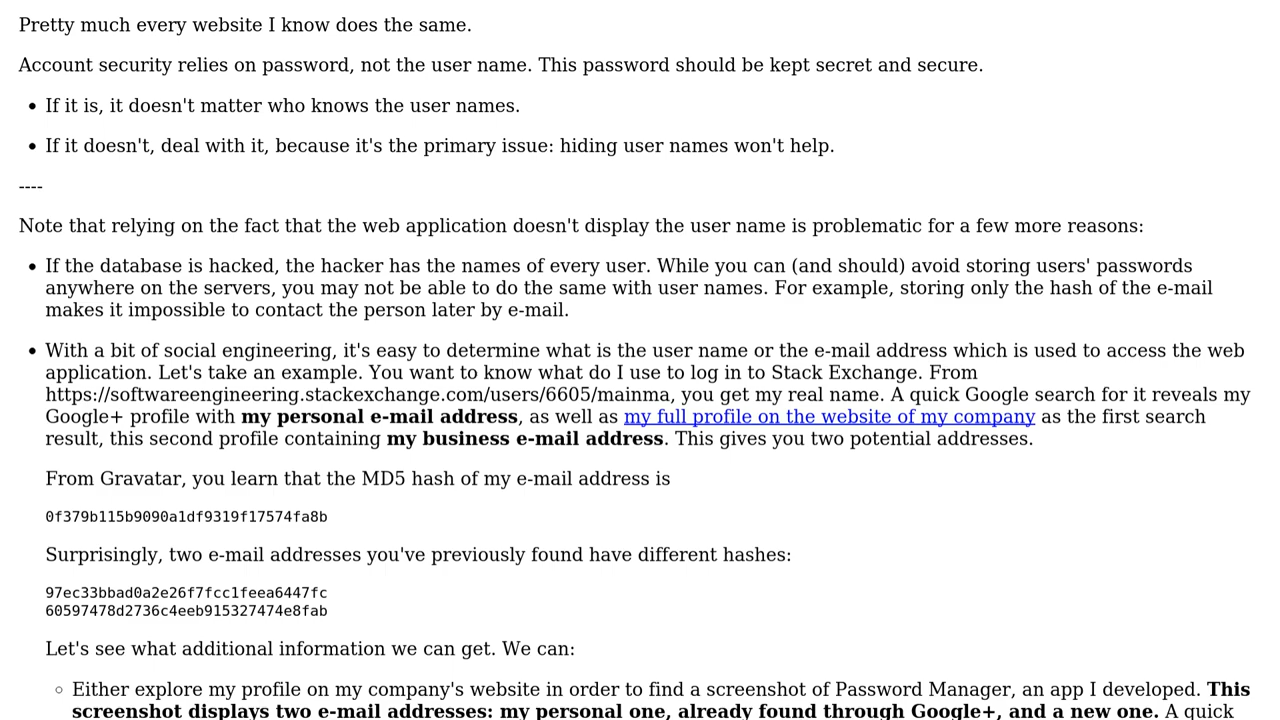 Pretty much every website I know does the same.
Account security relies on password, not the user name. This password should be kept secret and secure.
• If it is, it doesn't matter who knows the user names.
• If it doesn't, deal with it, because it's the primary issue: hiding user names won't help.
----
Note that relying on the fact that the web application doesn't display the user name is problematic for a few more reasons:
• If the database is hacked, the hacker has the names of every user. While you can (and should) avoid storing users' passwords
anywhere on the servers, you may not be able to do the same with user names. For example, storing only the hash of the e-mail
makes it impossible to contact the person later by e-mail.
• With a bit of social engineering, it's easy to determine what is the user name or the e-mail address which is used to access the web
application. Let's take an example. You want to know what do I use to log in to Stack Exchange. From
https://softwareengineering.stackexchange.com/users/6605/mainma, you get my real name. A quick Google search for it reveals my
Google+ profile with my personal e-mail address, as well as my full profile on the website of my company as the first search
result, this second profile containing my business e-mail address. This gives you two potential addresses.
From Gravatar, you learn that the MD5 hash of my e-mail address is
0f379b115b9090a1df9319f17574fa8b
Surprisingly, two e-mail addresses you've previously found have different hashes:
97ec33bbad0a2e26f7fcc1feea6447fc
60597478d2736c4eeb915327474e8fab
Let's see what additional information we can get. We can:
◦ Either explore my profile on my company's website in order to find a screenshot of Password Manager, an app I developed. This
screenshot displays two e-mail addresses: my personal one, already found through Google+, and a new one. A quick